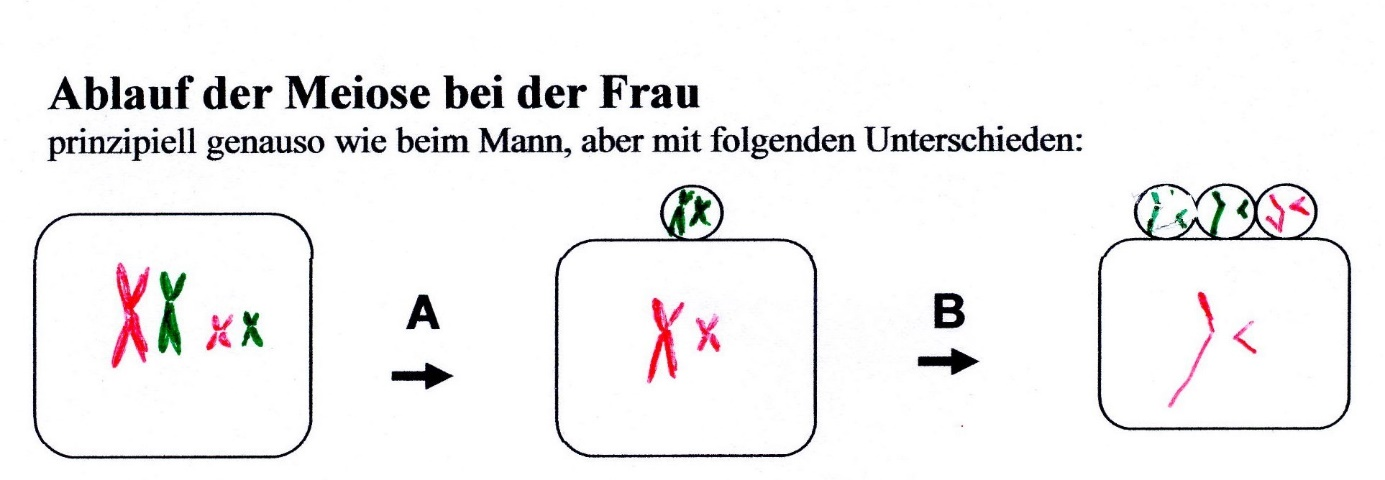 Ablauf der Meiose bei der Frau
prinzipiell genauso wie beim Mann, aber mit folgenden Unterschieden:
A
B